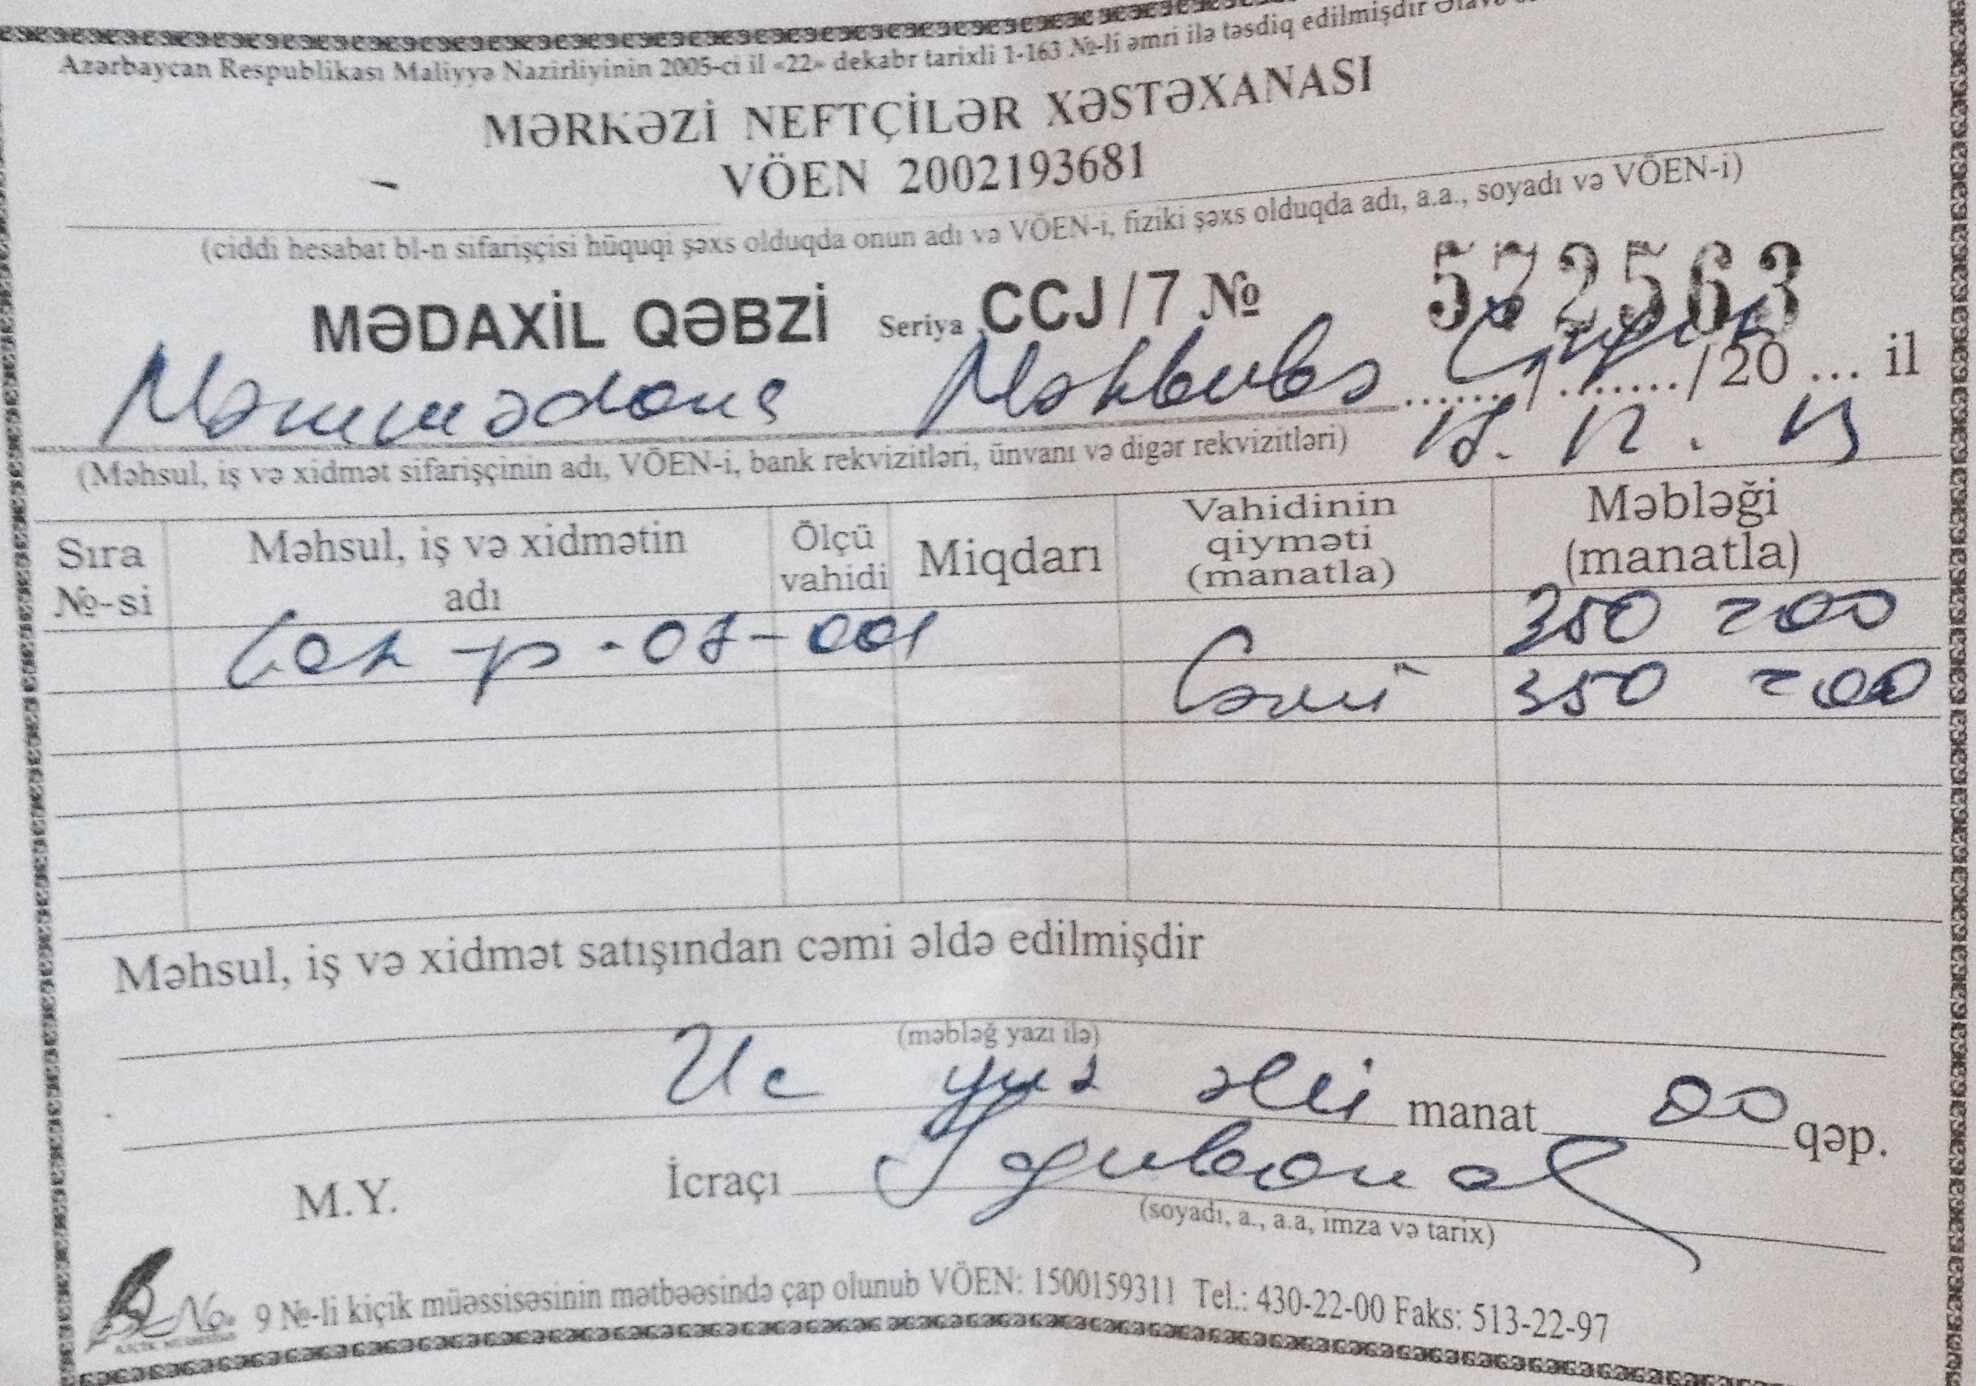 Azərbaycan Respublikası Maliyyə Nazirliyinin 2005-ci il «22» dekabr tarixli 1-163 №-li əmri ilə təsdiq edilmişdir
MƏRKƏZİ NEFTÇİLƏR XƏSTƏXANASI
VÖEN 2002193681
(ciddi hesabat bl-n sifarişçisi hüquqi şəxs olduqda onun adı və VÖEN-i, fiziki şəxs olduqda adı, a.a., soyadı və VÖEN-i)
MƏDAXİL QƏBZİ Seriya CCJ/7 № 572563
Məmmədova Məhbubə ....../......./20 ... il
(Məhsul, iş və xidmət sifarişçinin adı, VÖEN-i, bank rekvizitləri, ünvanı və digər rekvizitləri) 18.12.13
Sıra №-si Məhsul, iş və xidmətin adı Ölçü vahidi Miqdarı Vahidinin qiyməti (manatla) Məbləği (manatla)
350 =00
Cəmi 350 =00
Məhsul, iş və xidmət satışından cəmi əldə edilmişdir
(məbləğ yazı ilə)
Uc yuz əlli manat 00 qəp.
M.Y. İcraçı
(soyadı, a., a.a, imza və tarix)
9 №-li kiçik müəssisəsinin mətbəəsində çap olunub VÖEN: 1500159311 Tel.: 430-22-00 Faks: 513-22-97